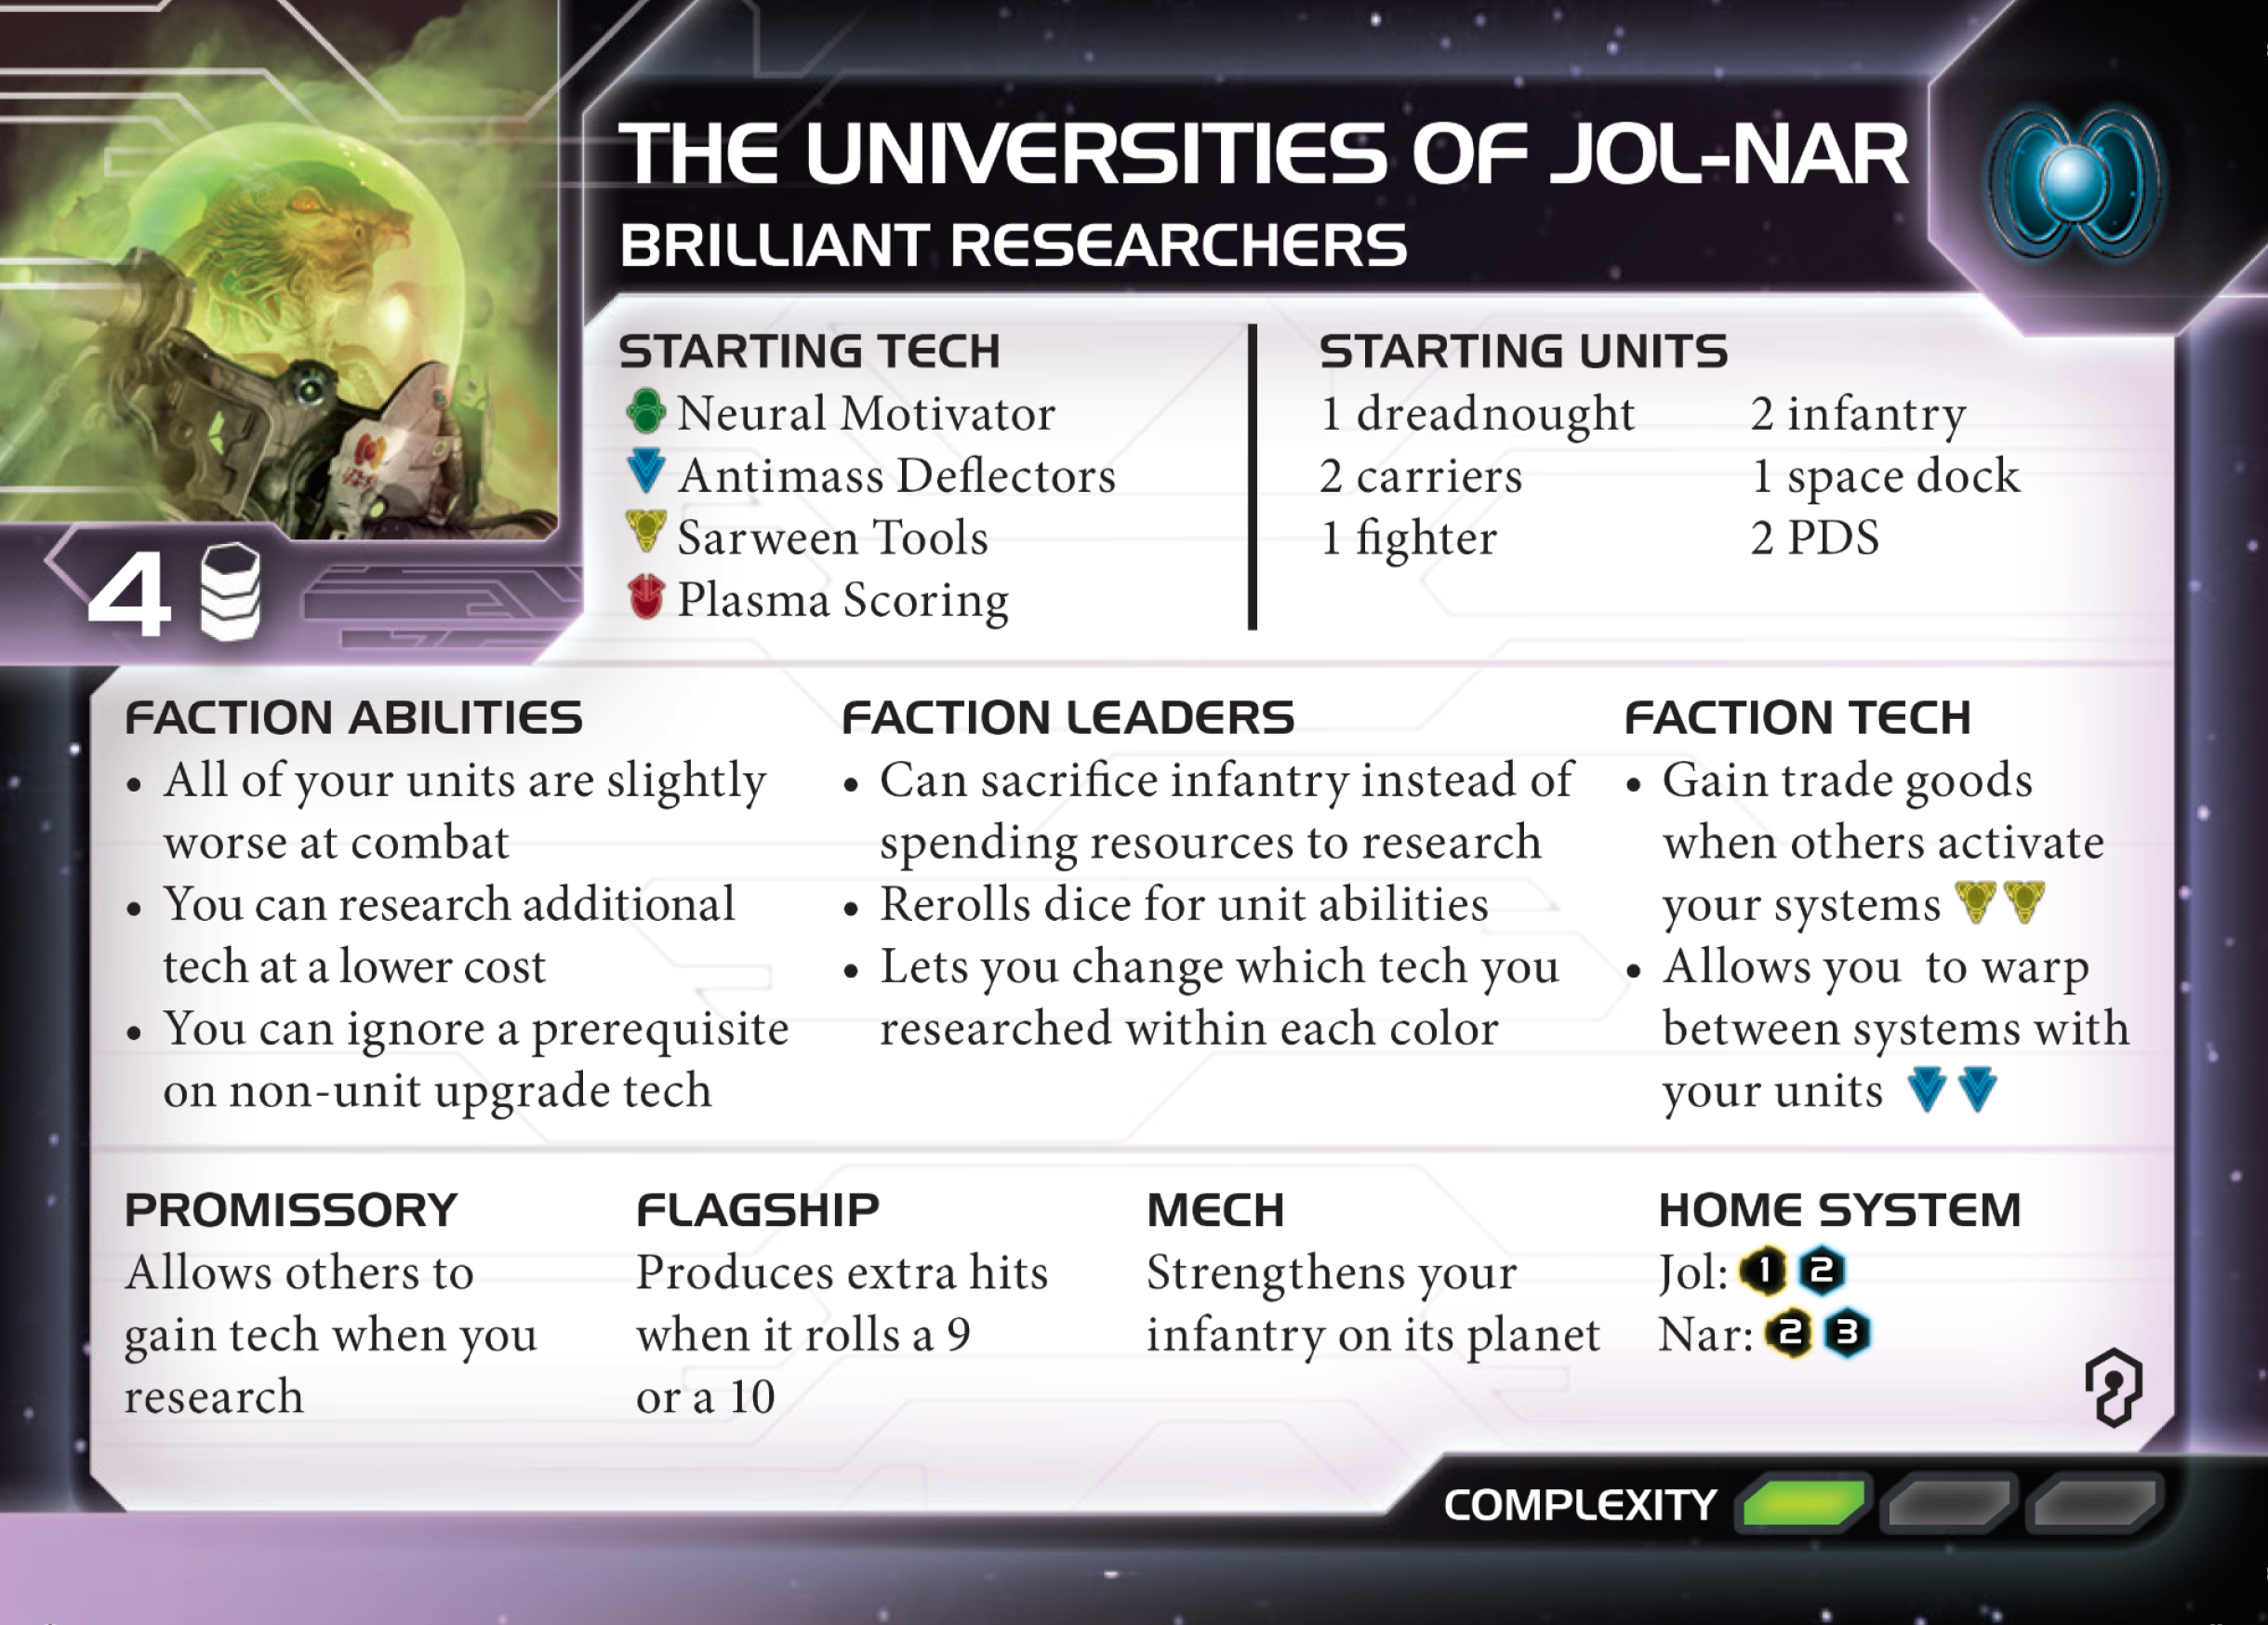 THE UNIVERSITIES OF JOL-NAR
BRILLIANT RESEARCHERS
4
STARTING TECH
Neural Motivator
Antimass Deflectors
Sarween Tools
Plasma Scoring
STARTING UNITS
1 dreadnought
2 carriers
1 fighter
2 infantry
1 space dock
2 PDS
FACTION ABILITIES
• All of your units are slightly
worse at combat
• You can research additional
tech at a lower cost
• You can ignore a prerequisite
on non-unit upgrade tech
FACTION LEADERS
• Can sacrifice infantry instead of
spending resources to research
• Rerolls dice for unit abilities
• Lets you change which tech you
researched within each color
FACTION TECH
• Gain trade goods
when others activate
your systems
• Allows you to warp
between systems with
your units
PROMISSORY
Allows others to
gain tech when you
research
FLAGSHIP
Produces extra hits
when it rolls a 9
or a 10
MECH
Strengthens your
infantry on its planet
HOME SYSTEM
Jol: 1 2
Nar: 2 3
COMPLEXITY